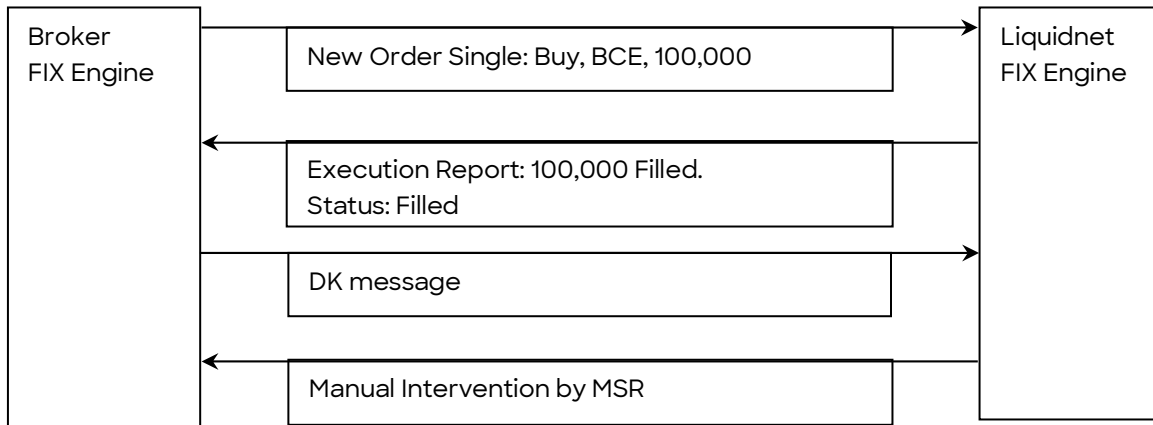 Broker
FIX Engine
New Order Single: Buy, BCE, 100,000
Liquidnet
FIX Engine
Execution Report: 100,000 Filled.
Status: Filled
DK message
Manual Intervention by MSR